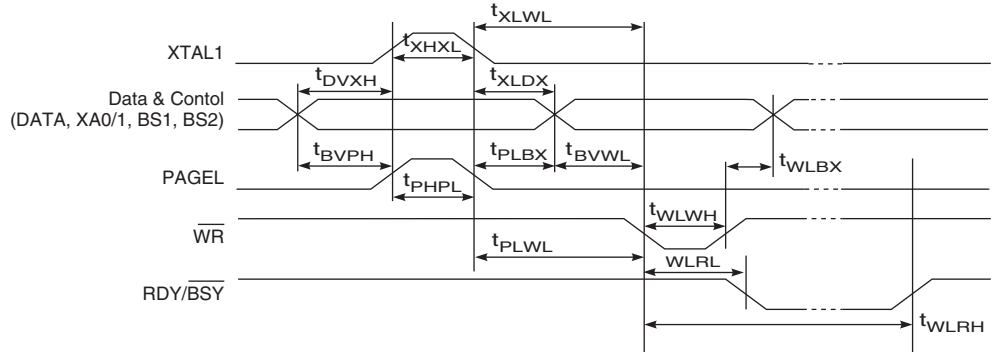 tXLWL
XTAL1
tXHXL
tDVXH
tXLDX
Data & Contol
(DATA, XA0/1, BS1, BS2)
tBVPH
tPLBX
tBVWL
tWLBX
PAGEL
tPHPL
WR
tWLWH
tPLWL
WLRL
RDY/BSY
tWLRH